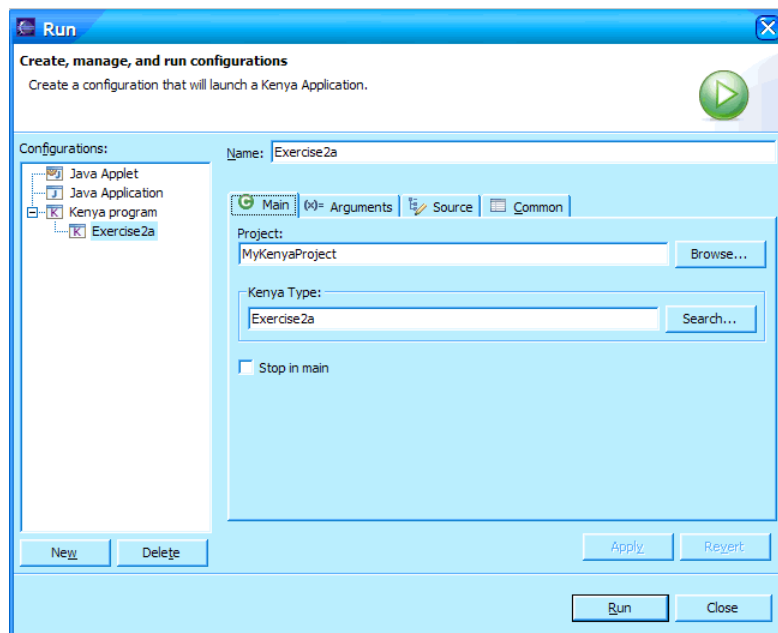 Run
Create, manage, and run configurations
Create a configuration that will launch a Kenya Application.
Configurations:
Java Applet
Java Application
Kenya program
Exercise2a
New
Delete
Name: Exercise2a
Main (x)= Arguments Source Common
Project:
MyKenyaProject Browse...
Kenya Type:
Exercise2a Search...
Stop in main
Apply Revert
Run Close